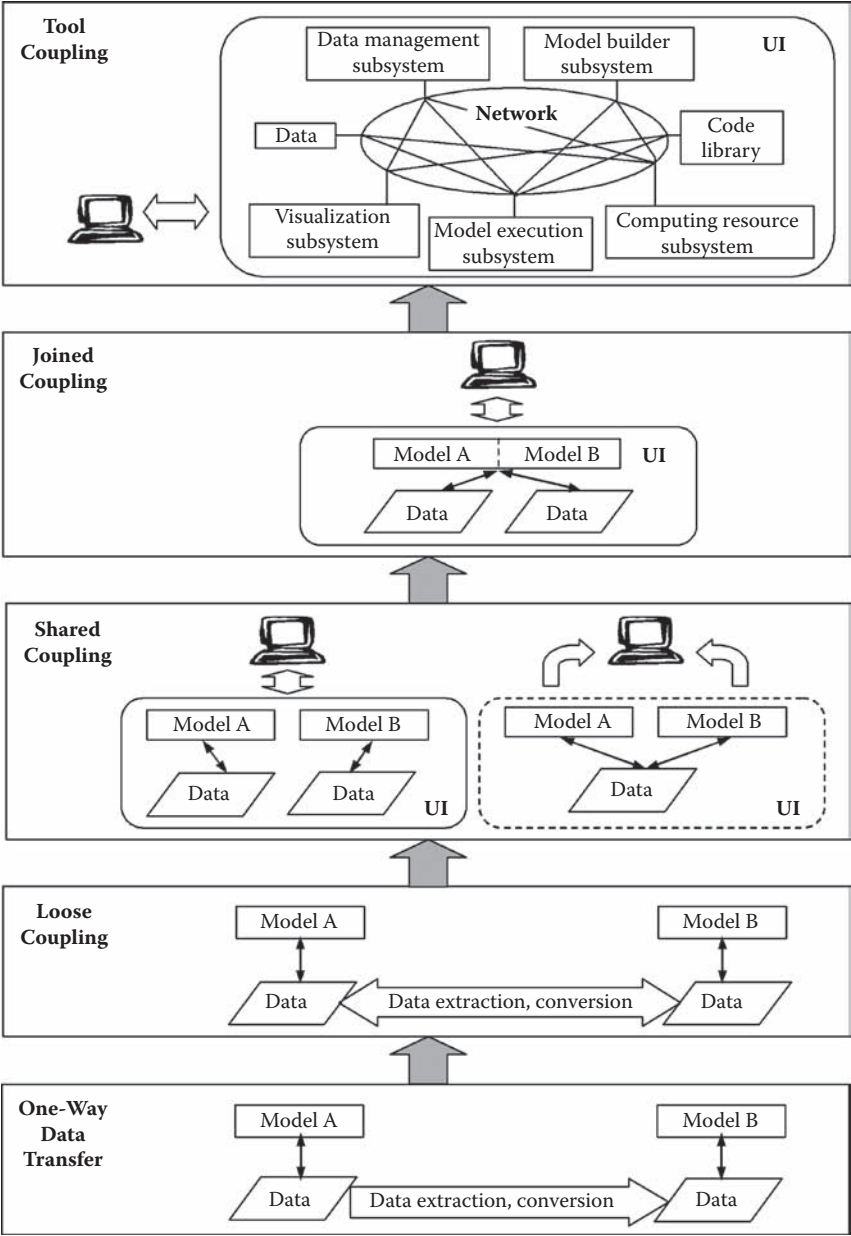 Tool
Coupling
Data management
subsystem
Model builder
subsystem
UI
Network
Data
Code
library
Visualization
subsystem
Model execution
subsystem
Computing resource
subsystem
Joined
Coupling
Model A
Model B
UI
Data
Data
Shared
Coupling
Model A
Model B
Data
Data
UI
Model A
Model B
Data
UI
Loose
Coupling
Model A
Model B
Data
Data extraction, conversion
Data
One-Way
Data
Transfer
Model A
Model B
Data
Data extraction, conversion
Data